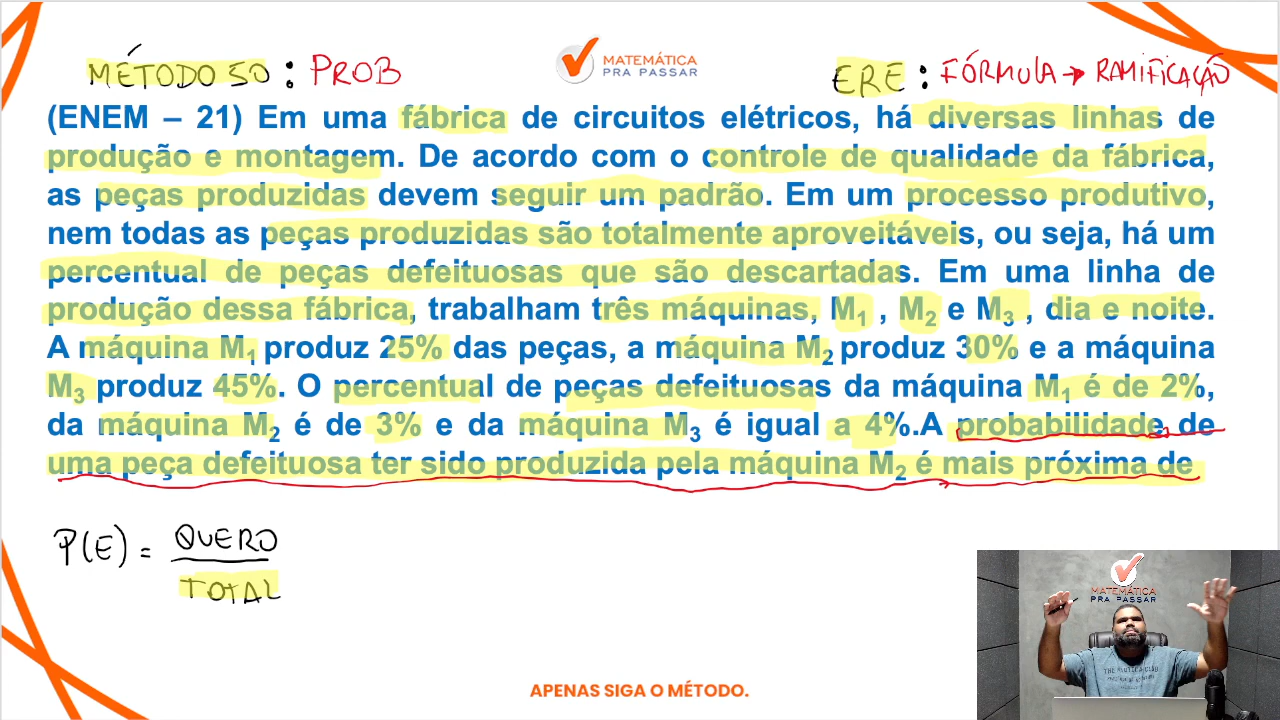 MÉTODO 50 : PROB
MATEMÁTICA
PRA PASSAR
ERE : FÓRMULA → RAMIFICAÇÃO
(ENEM – 21) Em uma fábrica de circuitos elétricos, há diversas linhas de
produção e montagem. De acordo com o controle de qualidade da fábrica,
as peças produzidas devem seguir um padrão. Em um processo produtivo,
nem todas as peças produzidas são totalmente aproveitáveis, ou seja, há um
percentual de peças defeituosas que são descartadas. Em uma linha de
produção dessa fábrica, trabalham três máquinas, M₁ , M₂ e M₃ , dia e noite.
A máquina M₁ produz 25% das peças, a máquina M₂ produz 30% e a máquina
M₃ produz 45%. O percentual de peças defeituosas da máquina M₁ é de 2%,
da máquina M₂ é de 3% e da máquina M₃ é igual a 4%.A probabilidade de
uma peça defeituosa ter sido produzida pela máquina M₂ é mais próxima de
P(E) = QUERO
TOTAL
MATEMÁTICA
PRA PASSAR
APENAS SIGA O MÉTODO.